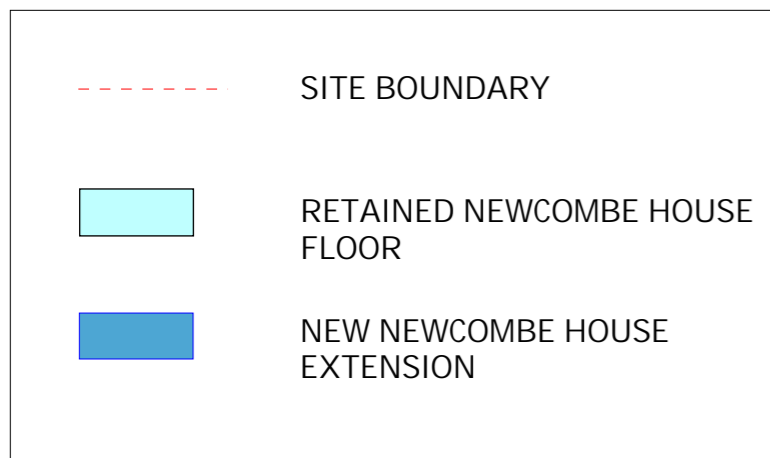 SITE BOUNDARY
RETAINED NEWCOMBE HOUSE
FLOOR
NEW NEWCOMBE HOUSE
EXTENSION